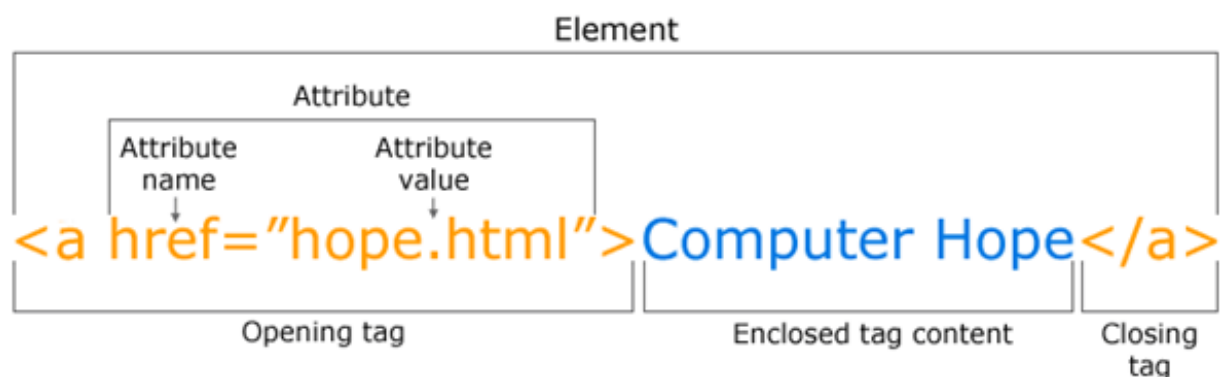 Element
Attribute
Attribute name
Attribute value
<a href=”hope.html”>Computer Hope</a>
Opening tag
Enclosed tag content
Closing tag